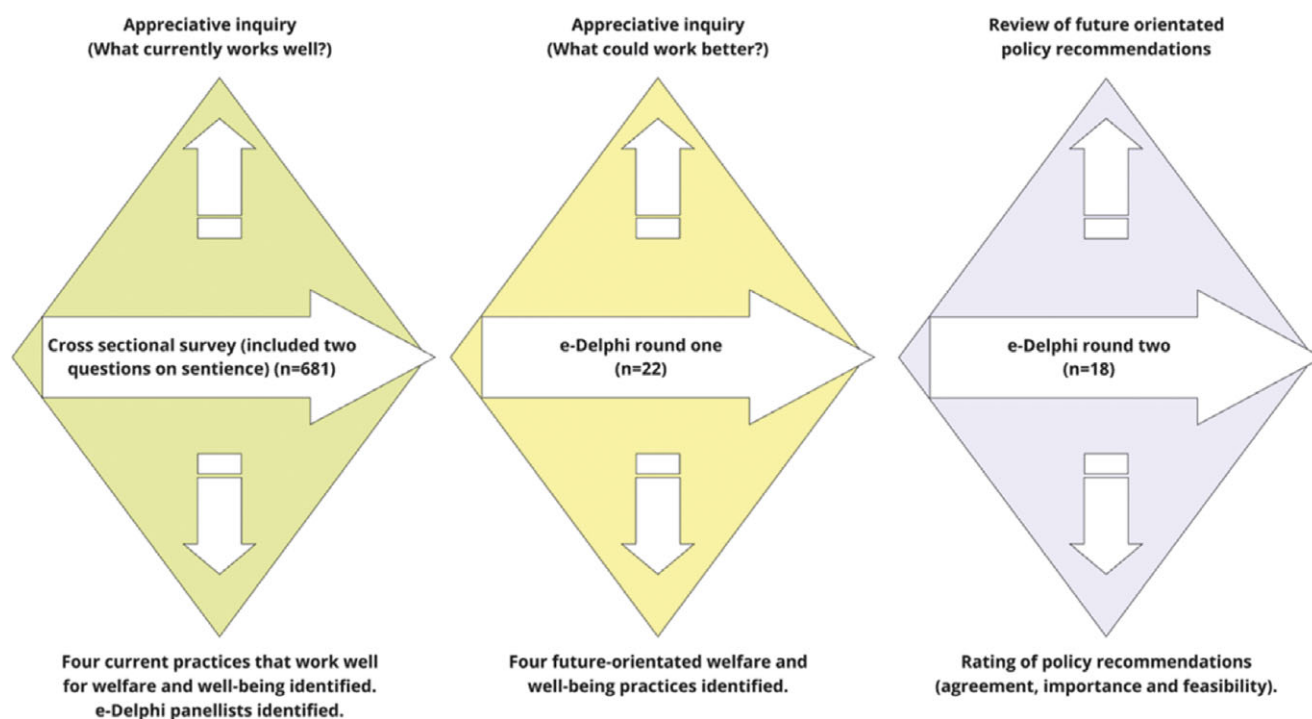 Appreciative inquiry
(What currently works well?)
Cross sectional survey (included two
questions on sentience) (n=681)
Four current practices that work well
for welfare and well-being identified.
e-Delphi panellists identified.
Appreciative inquiry
(What could work better?)
e-Delphi round one
(n=22)
Four future-orientated welfare and
well-being practices identified.
Review of future orientated
policy recommendations
e-Delphi round two
(n=18)
Rating of policy recommendations
(agreement, importance and feasibility).